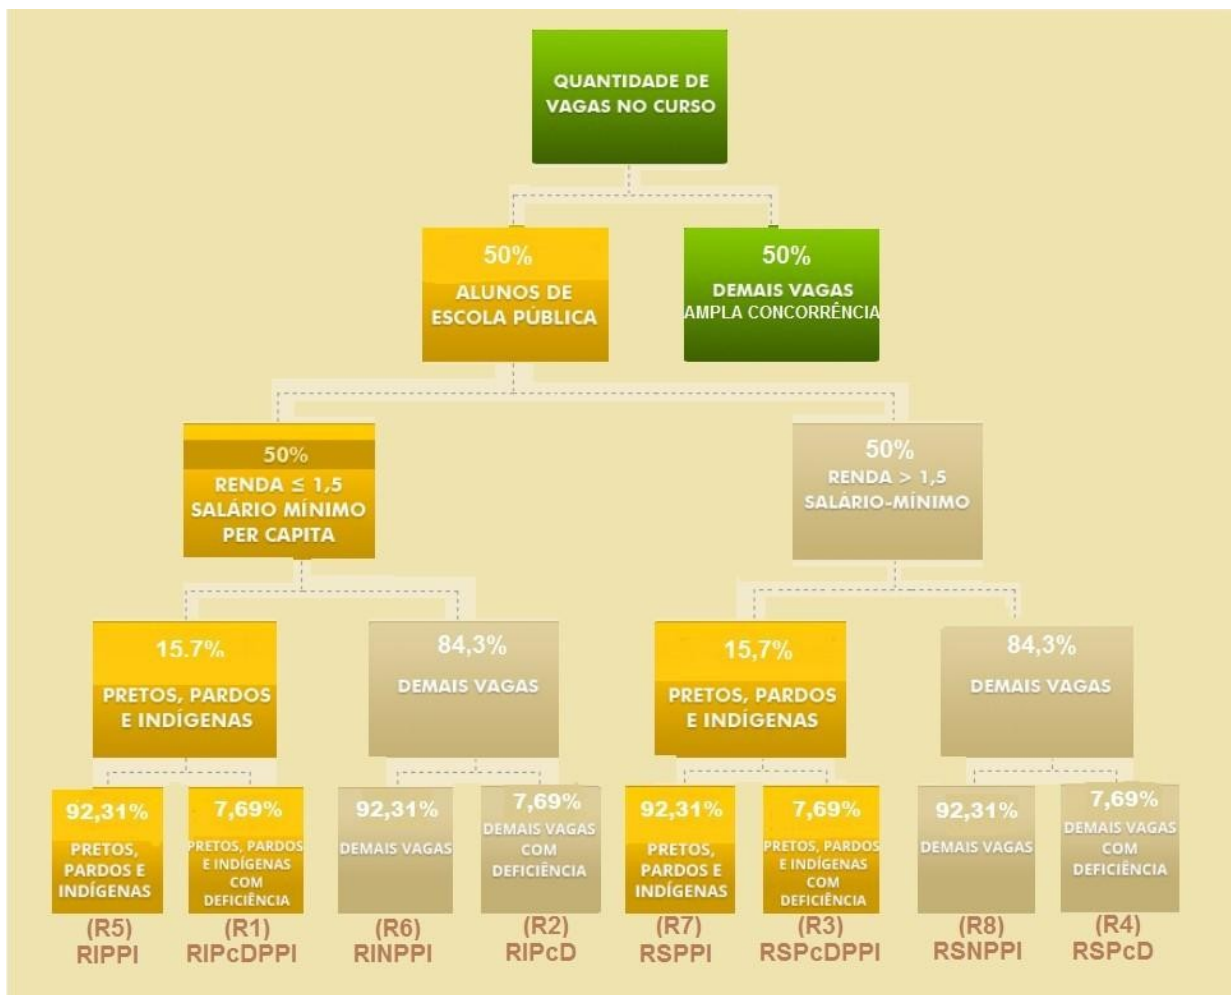 QUANTIDADE DE
VAGAS NO CURSO
50%
ALUNOS DE
ESCOLA PÚBLICA
50%
DEMAIS VAGAS
AMPLA CONCORRÊNCIA
50%
RENDA ≤ 1,5
SALÁRIO MÍNIMO
PER CAPITA
50%
RENDA > 1,5
SALÁRIO-MÍNIMO
15.7%
PRETOS, PARDOS
E INDÍGENAS
84,3%
DEMAIS VAGAS
15,7%
PRETOS, PARDOS
E INDÍGENAS
84,3%
DEMAIS VAGAS
92,31%
PRETOS,
PARDOS E
INDÍGENAS
(R5)
RIPPI
7,69%
PRETOS, PARDOS
E INDÍGENAS
COM
DEFICIÊNCIA
(R1)
RIPcDPPI
92,31%
DEMAIS VAGAS
(R6)
RINPPI
7,69%
DEMAIS VAGAS
COM
DEFICIÊNCIA
(R2)
RIPcD
92,31%
PRETOS,
PARDOS E
INDÍGENAS
(R7)
RSPPI
7,69%
PRETOS, PARDOS
E INDÍGENAS
COM
DEFICIÊNCIA
(R3)
RSPcDPPI
92,31%
DEMAIS VAGAS
(R8)
RSNPPI
7,69%
DEMAIS VAGAS
COM
DEFICIÊNCIA
(R4)
RSPcD